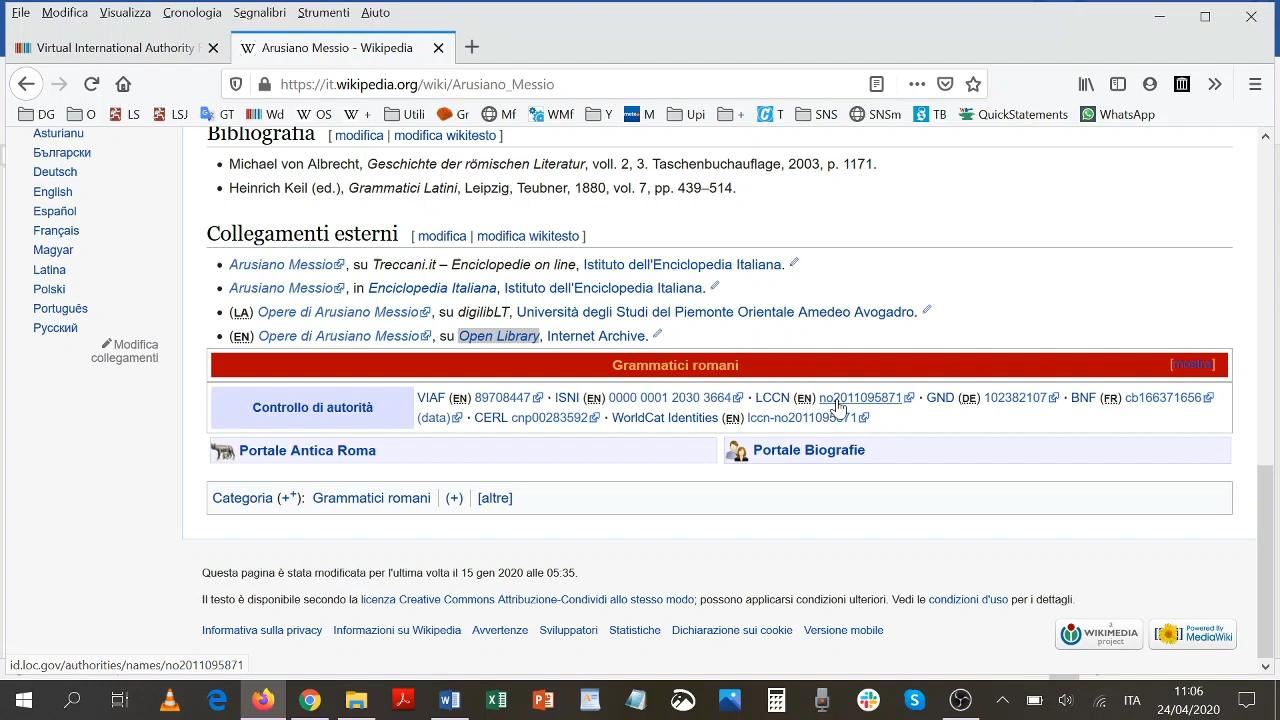 File Modifica Visualizza Cronologia Segnalibri Strumenti Aiuto
Virtual International Authority F
W Arusiano Messio - Wikipedia
https://it.wikipedia.org/wiki/Arusiano_Messio
DG O LS LSJ GT Wd OS + Utili Gr Mf WMf Y M Upi + T SNS SNSm TB QuickStatements WhatsApp
Asturianu
Български
Deutsch
English
Español
Français
Magyar
Latina
Polski
Português
Русский
Modifica
collegamenti
Bibliografia [ modifica | modifica wikitesto ]
Michael von Albrecht, Geschichte der römischen Literatur, voll. 2, 3. Taschenbuchauflage, 2003, p. 1171.
Heinrich Keil (ed.), Grammatici Latini, Leipzig, Teubner, 1880, vol. 7, pp. 439–514.
Collegamenti esterni [ modifica | modifica wikitesto ]
Arusiano Messio, su Treccani.it – Enciclopedie on line, Istituto dell'Enciclopedia Italiana.
Arusiano Messio, in Enciclopedia Italiana, Istituto dell'Enciclopedia Italiana.
(LA) Opere di Arusiano Messio, su digilibLT, Università degli Studi del Piemonte Orientale Amedeo Avogadro.
(EN) Opere di Arusiano Messio, su Open Library, Internet Archive.
Grammatici romani [mostra]
Controllo di autorità
VIAF (EN) 89708447 · ISNI (EN) 0000 0001 2030 3664 · LCCN (EN) no2011095871 · GND (DE) 102382107 · BNF (FR) cb166371656
(data) · CERL cnp00283592 · WorldCat Identities (EN) lccn-no2011095871
Portale Antica Roma Portale Biografie
Categoria (++): Grammatici romani (+) [altre]
Questa pagina è stata modificata per l'ultima volta il 15 gen 2020 alle 05:35.
Il testo è disponibile secondo la licenza Creative Commons Attribuzione-Condividi allo stesso modo; possono applicarsi condizioni ulteriori. Vedi le condizioni d'uso per i dettagli.
Informativa sulla privacy Informazioni su Wikipedia Avvertenze Sviluppatori Statistiche Dichiarazione sui cookie Versione mobile
a WIKIMEDIA project
Powered By MediaWiki
id.loc.gov/authorities/names/no2011095871
ITA
11:06
24/04/2020